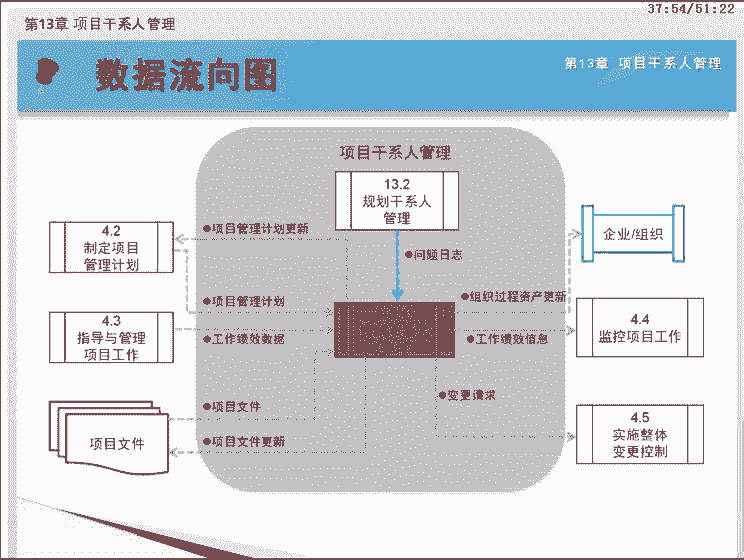 37:54/51:22
第13章 项目干系人管理
数据流向图
第13章 项目干系人管理
项目干系人管理
13.2
规划干系人
管理
4.2
制定项目
管理计划
●项目管理计划更新
●问题日志
企业/组织
●项目管理计划
●组织过程资产更新
4.3
指导与管理
项目工作
●工作绩效数据
●工作绩效信息
4.4
监控项目工作
●变更请求
项目文件
●项目文件
●项目文件更新
4.5
实施整体
变更控制